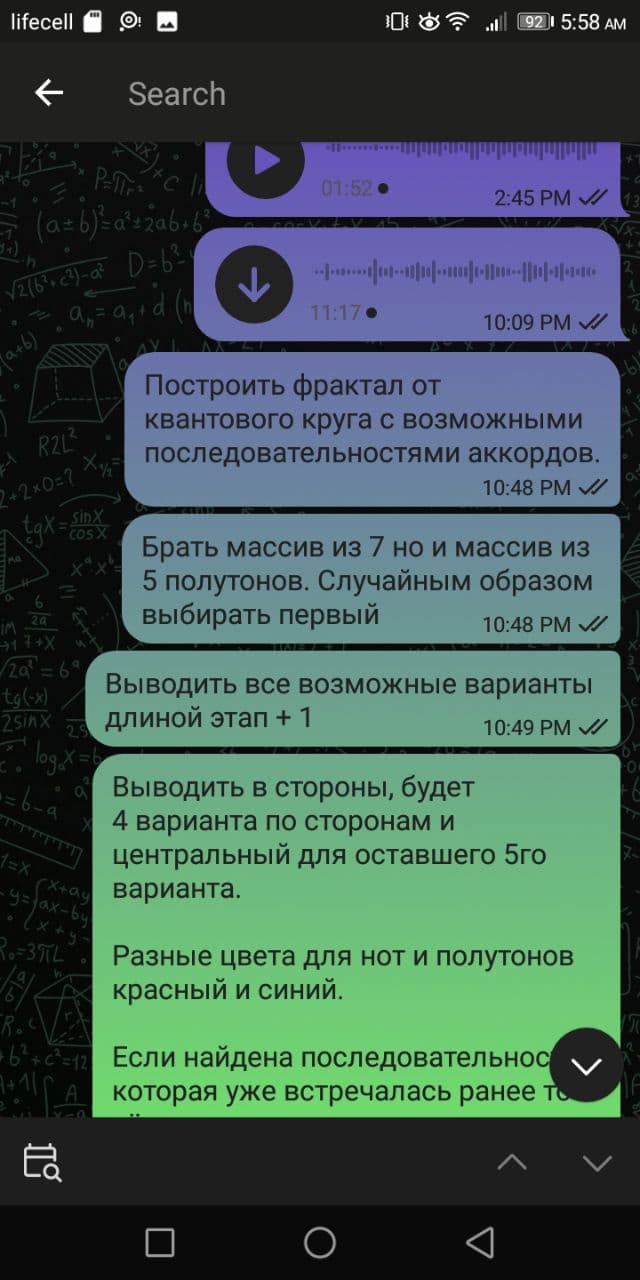 lifecell 92 5:58 AM
Search
01:52 2:45 PM
11:17 10:09 PM
Построить фрактал от
квантового круга с возможными
последовательностями аккордов.
10:48 PM
Брать массив из 7 но и массив из
5 полутонов. Случайным образом
выбирать первый 10:48 PM
Выводить все возможные варианты
длиной этап + 1 10:49 PM
Выводить в стороны, будет
4 варианта по сторонам и
центральный для оставшего 5го
варианта.
Разные цвета для нот и полутонов
красный и синий.
Если найдена
которая уже встречалась ранее